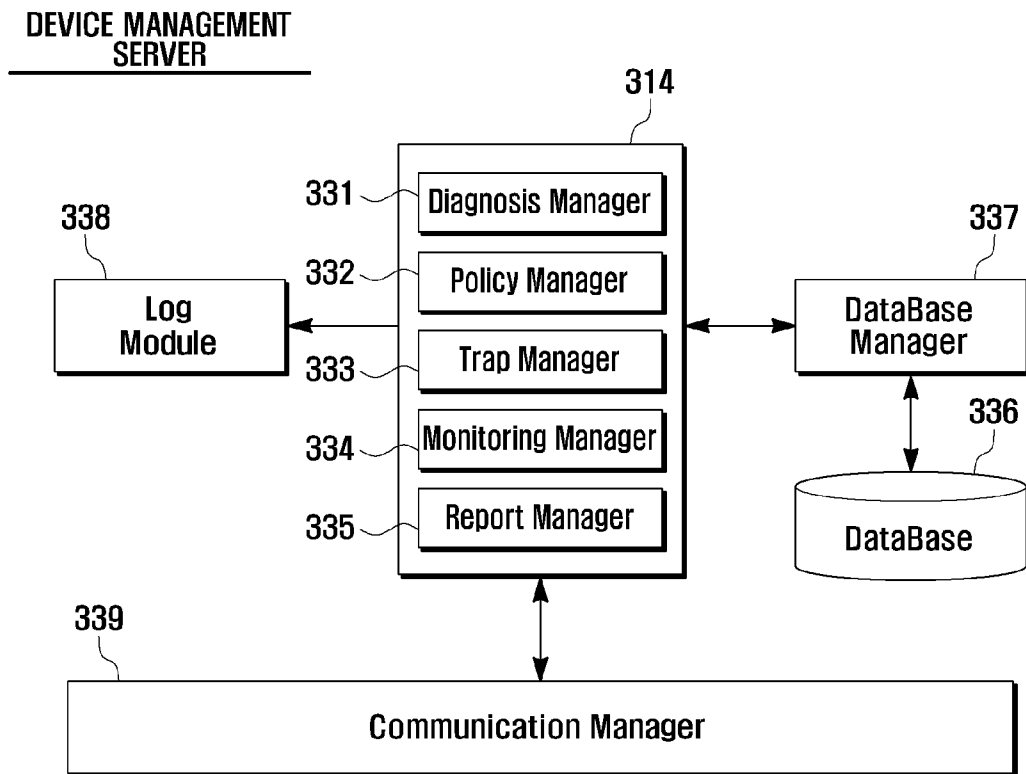 DEVICE MANAGEMENT
SERVER
314
331
Diagnosis Manager
338
332
Policy Manager
337
Log
Module
DataBase
Manager
333
Trap Manager
334
Monitoring Manager
336
335
Report Manager
DataBase
339
Communication Manager